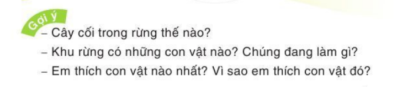 Gợi ý
– Cây cối trong rừng thế nào?
– Khu rừng có những con vật nào? Chúng đang làm gì?
– Em thích con vật nào nhất? Vì sao em thích con vật đó?